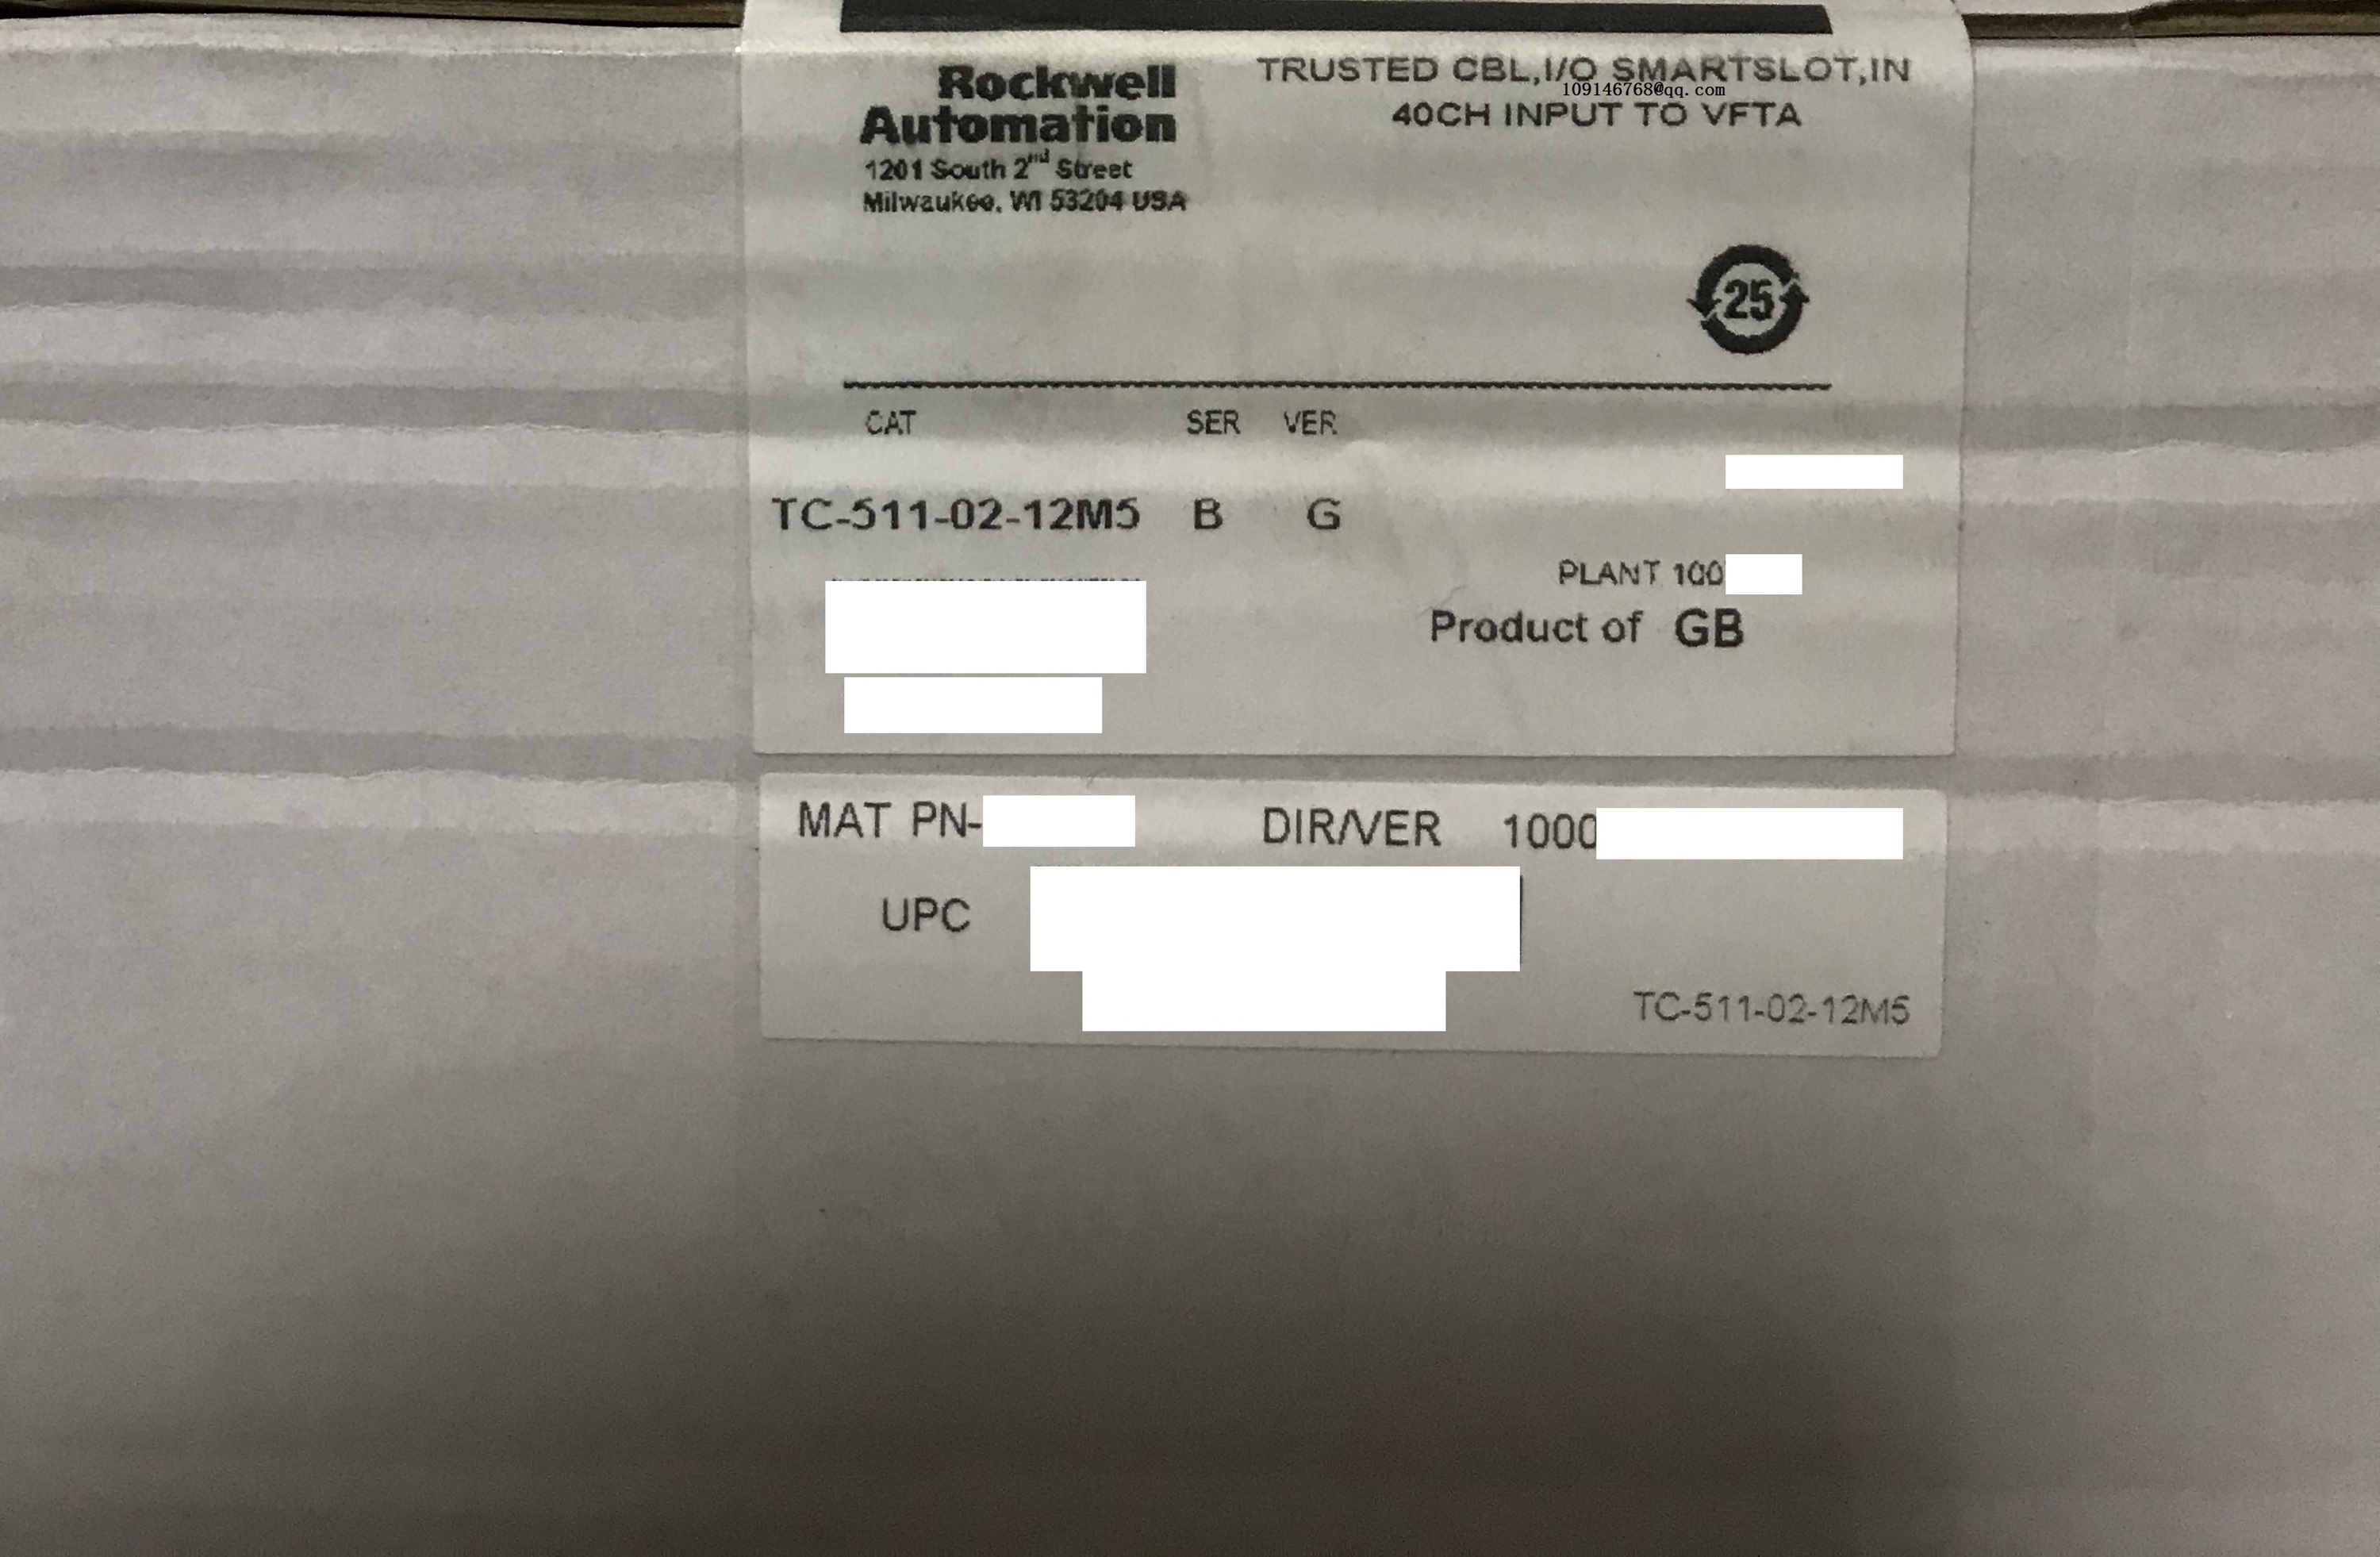 Rockwell
Automation
1201 South 2nd Street
Milwaukee, WI 53204 USA
TRUSTED CBL,I/O SMARTSLOT,IN
109146768@qq.com
40CH INPUT TO VFTA
25
CAT SER VER
TC-511-02-12M5 B G
PLANT 100
Product of GB
MAT PN- DIR/VER 1000
UPC
TC-511-02-12M5